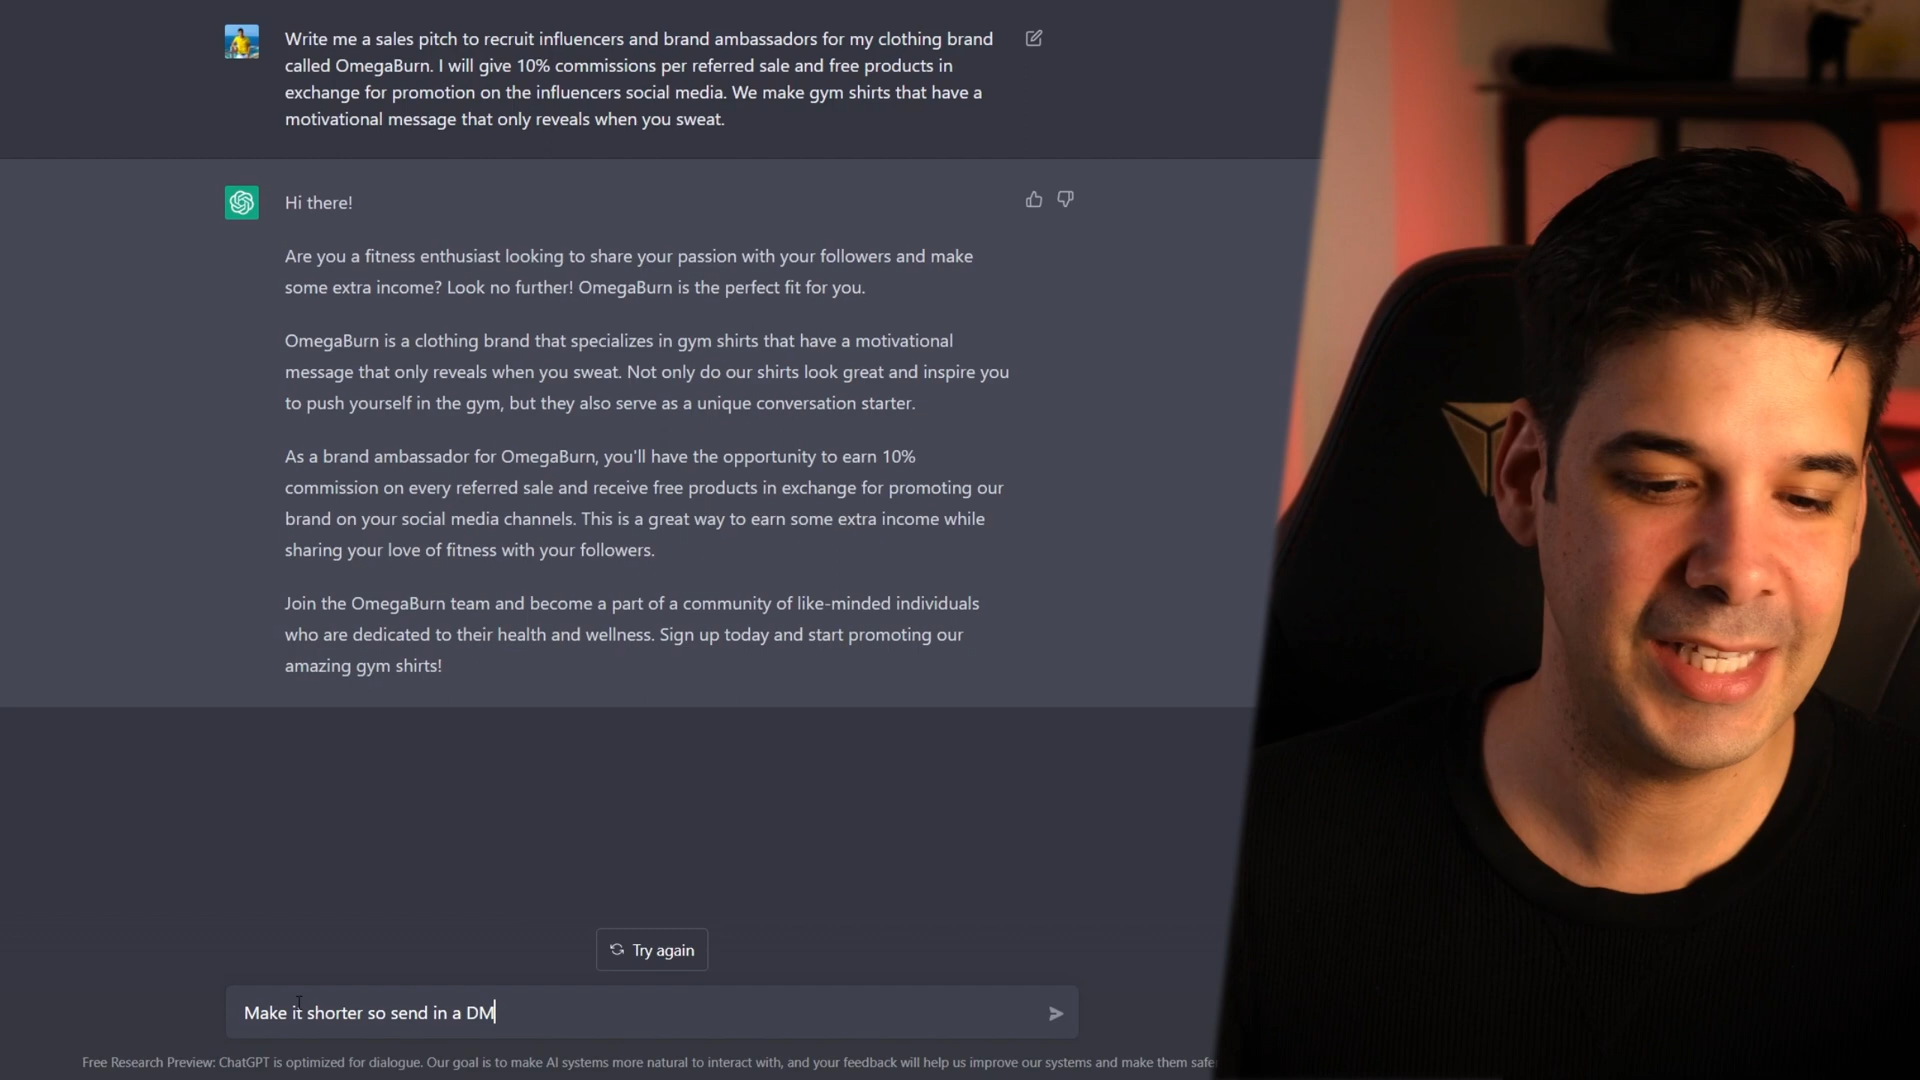 Write me a sales pitch to recruit influencers and brand ambassadors for my clothing brand
called OmegaBurn. I will give 10% commissions per referred sale and free products in
exchange for promotion on the influencers social media. We make gym shirts that have a
motivational message that only reveals when you sweat.
Hi there!
Are you a fitness enthusiast looking to share your passion with your followers and make
some extra income? Look no further! OmegaBurn is the perfect fit for you.
OmegaBurn is a clothing brand that specializes in gym shirts that have a motivational
message that only reveals when you sweat. Not only do our shirts look great and inspire you
to push yourself in the gym, but they also serve as a unique conversation starter.
As a brand ambassador for OmegaBurn, you'll have the opportunity to earn 10%
commission on every referred sale and receive free products in exchange for promoting our
brand on your social media channels. This is a great way to earn some extra income while
sharing your love of fitness with your followers.
Join the OmegaBurn team and become a part of a community of like-minded individuals
who are dedicated to their health and wellness. Sign up today and start promoting our
amazing gym shirts!
Try again
Make it shorter so send in a DM
Free Research Preview: ChatGPT is optimized for dialogue. Our goal is to make AI systems more natural to interact with, and your feedback will help us improve our systems and make them safe